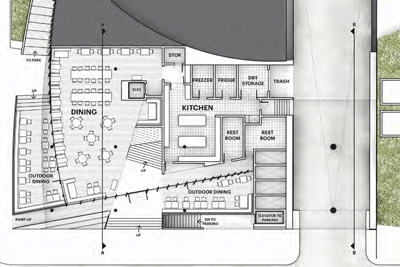 A
B
STOR
TO PARK
FREEZER
FRIDGE
DRY
STORAGE
TRASH
UP
ELEV
KITCHEN
DINING
REST
ROOM
REST
ROOM
UP
OUTDOOR
DINING
OUTDOOR DINING
RAMP UP
UP
DN TO
PARKING
ELEVATOR TO
PARKING
A
B